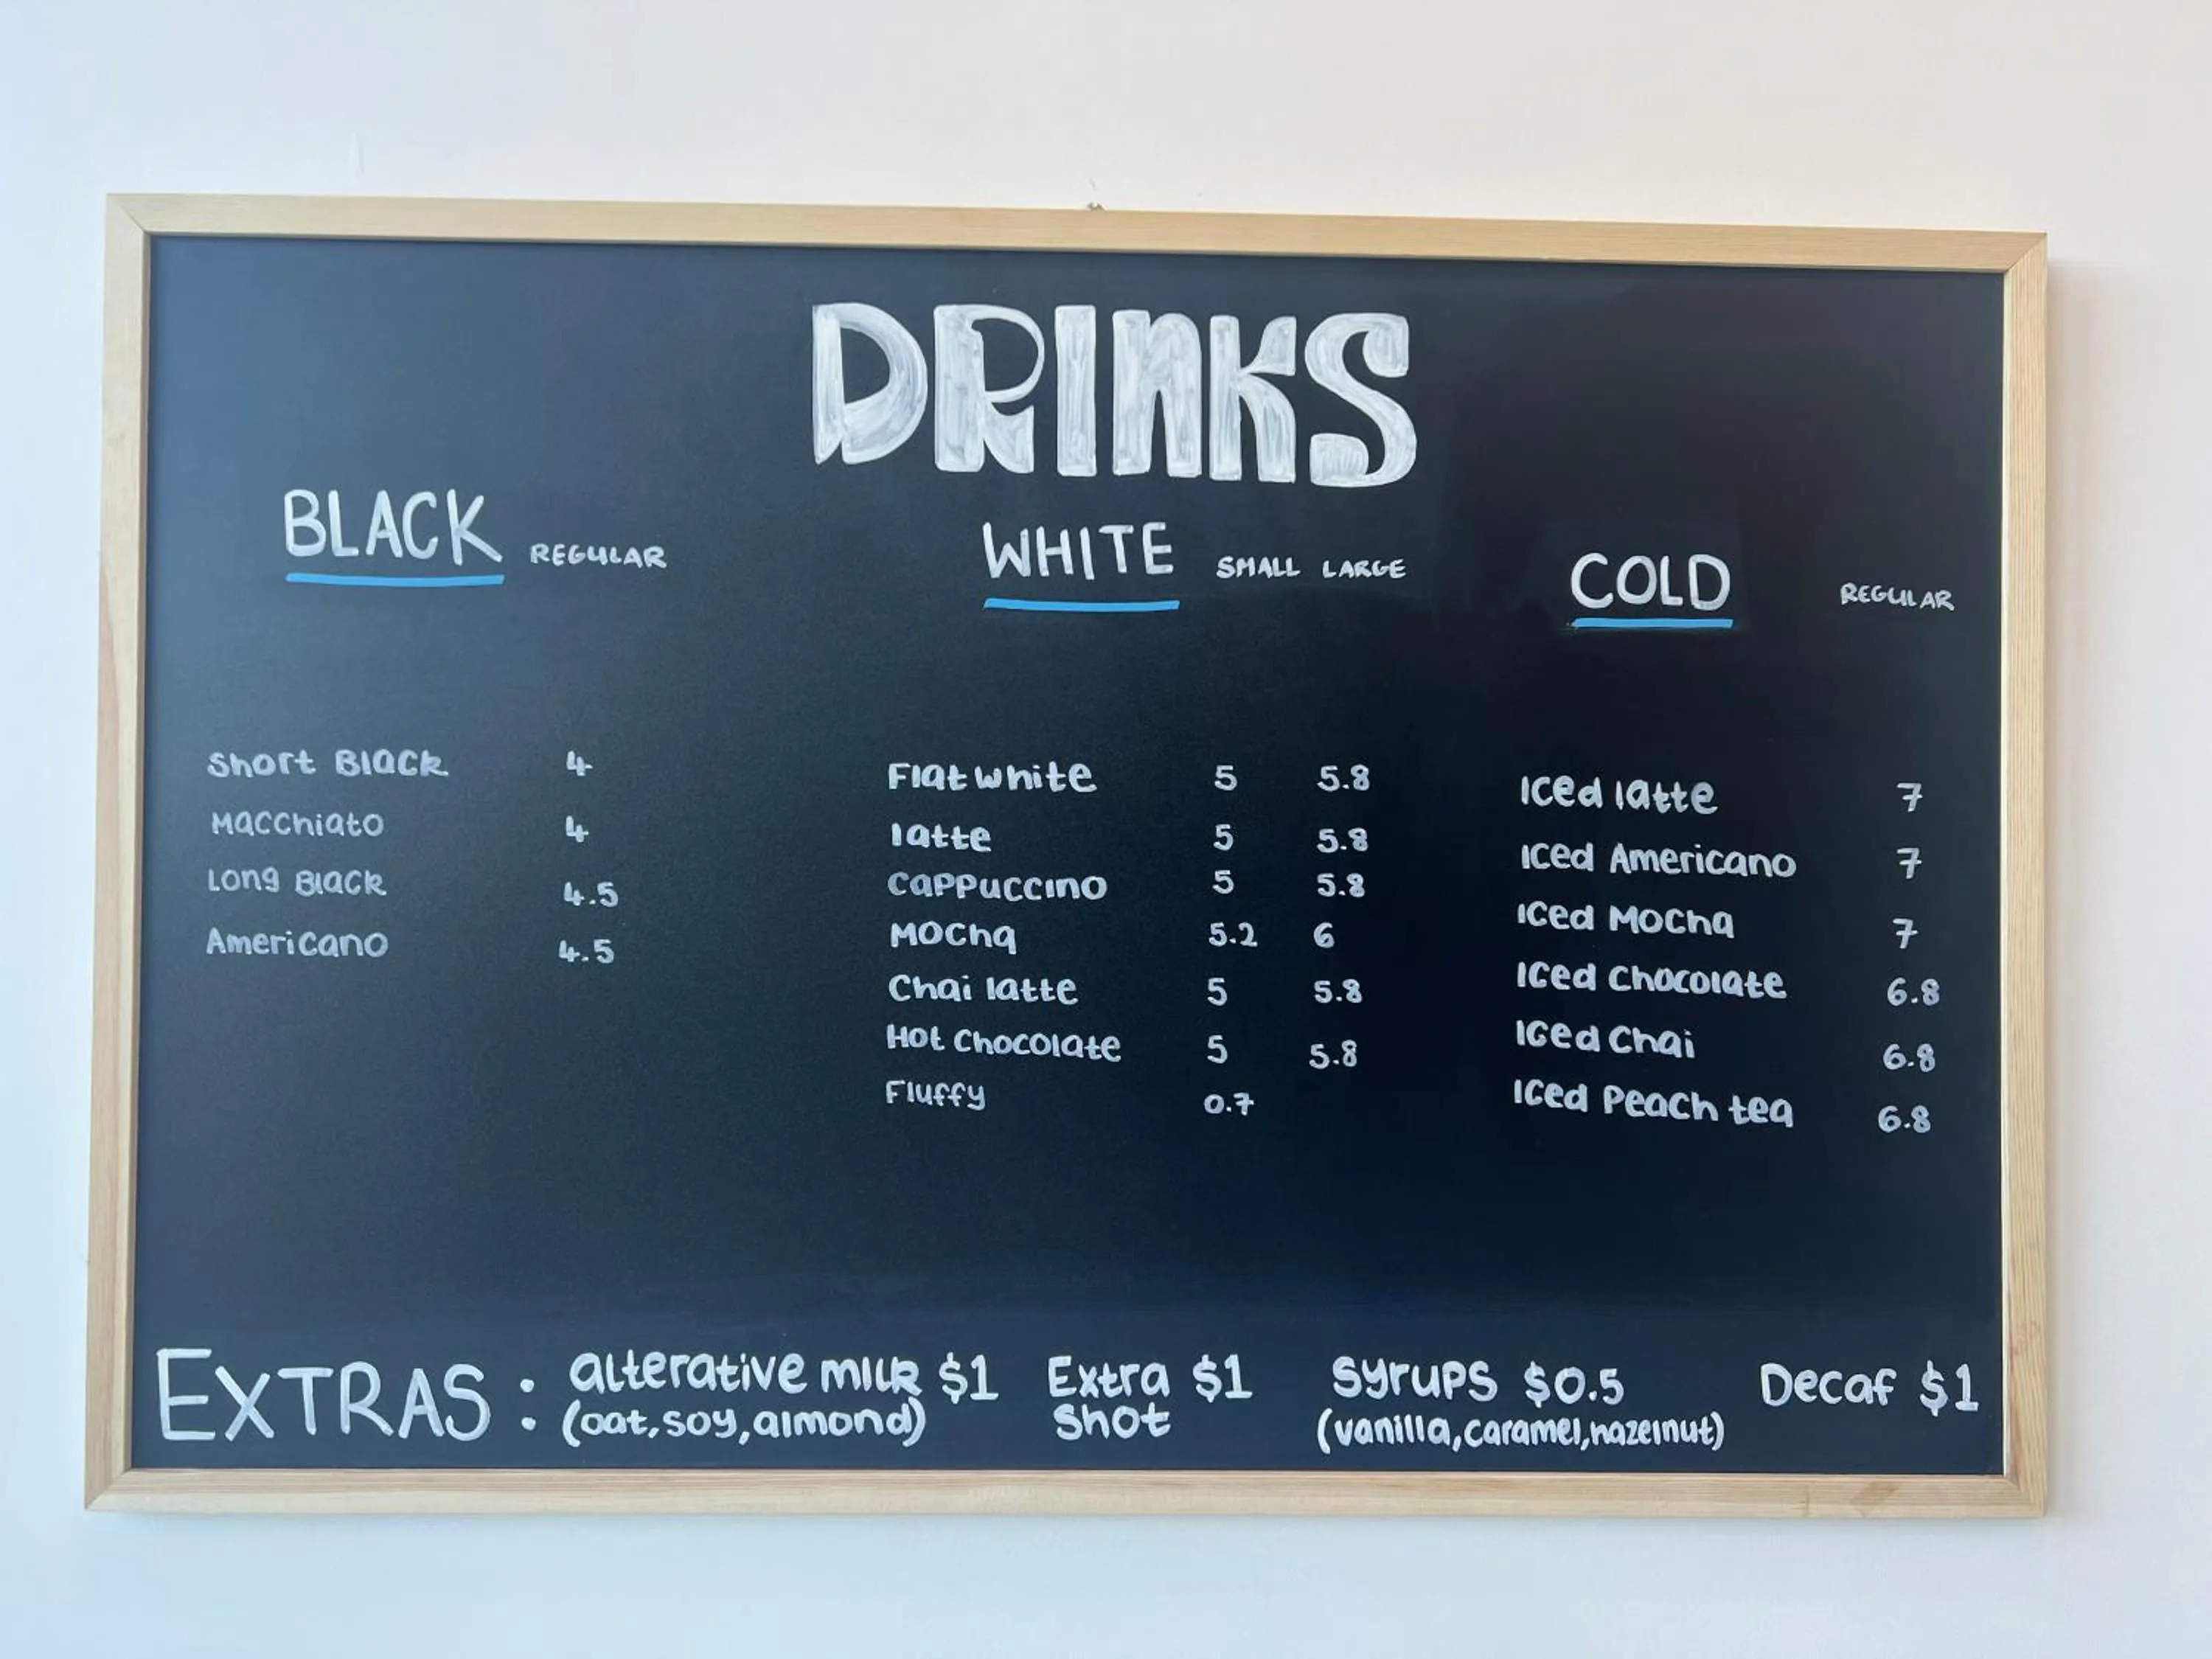 DRINKS
BLACK REGULAR
Short Black 4
Macchiato 4
Long Black 4.5
Americano 4.5
WHITE SMALL LARGE
Flat white 5 5.8
latte 5 5.8
Cappuccino 5 5.8
Mocha 5.2 6
Chai latte 5 5.8
Hot Chocolate 5 5.8
Fluffy 0.7
COLD REGULAR
Iced latte 7
Iced Americano 7
Iced Mocha 7
Iced Chocolate 6.8
Iced Chai 6.8
Iced Peach tea 6.8
EXTRAS : alterative milk $1
(oat, soy, almond)
Extra $1
Shot
Syrups $0.5
(vanilla, caramel, hazelnut)
Decaf $1